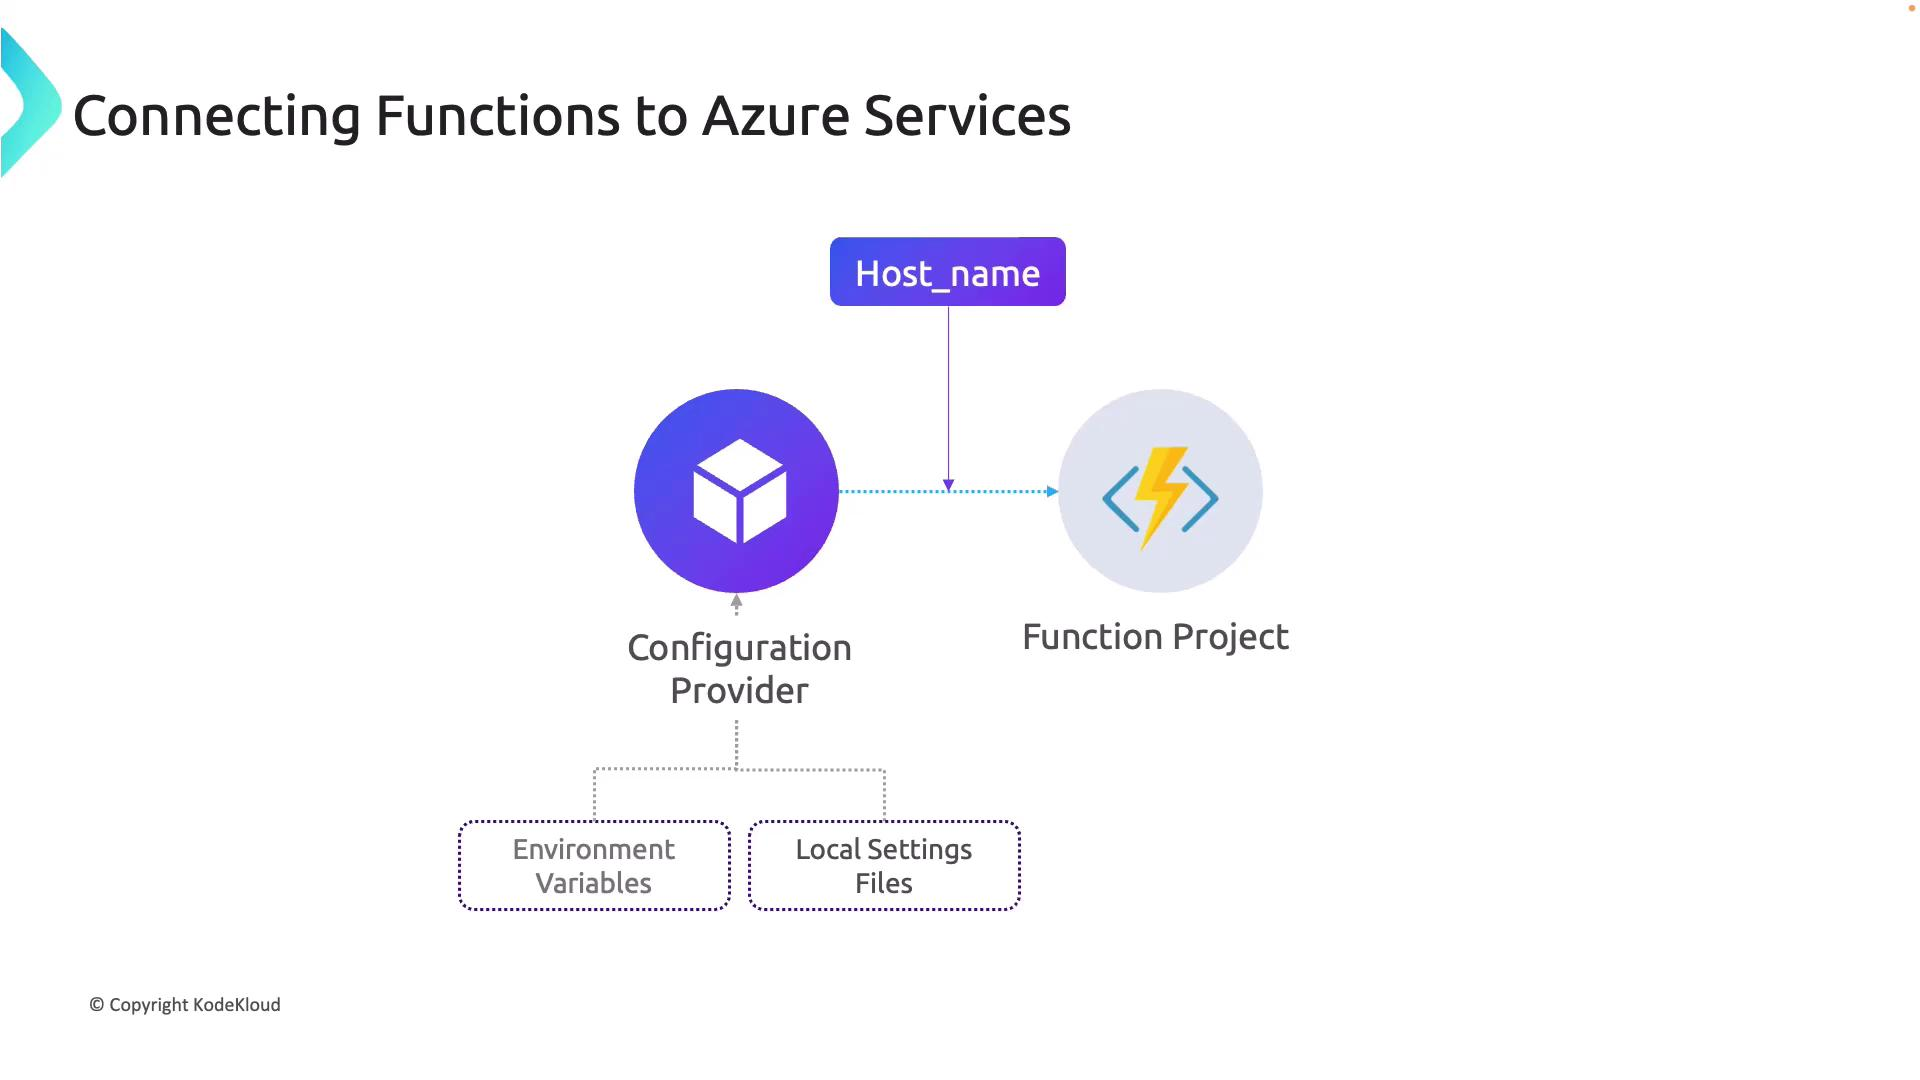 Connecting Functions to Azure Services
Host_name
Configuration
Provider
Function Project
Environment
Variables
Local Settings
Files
© Copyright KodeKloud